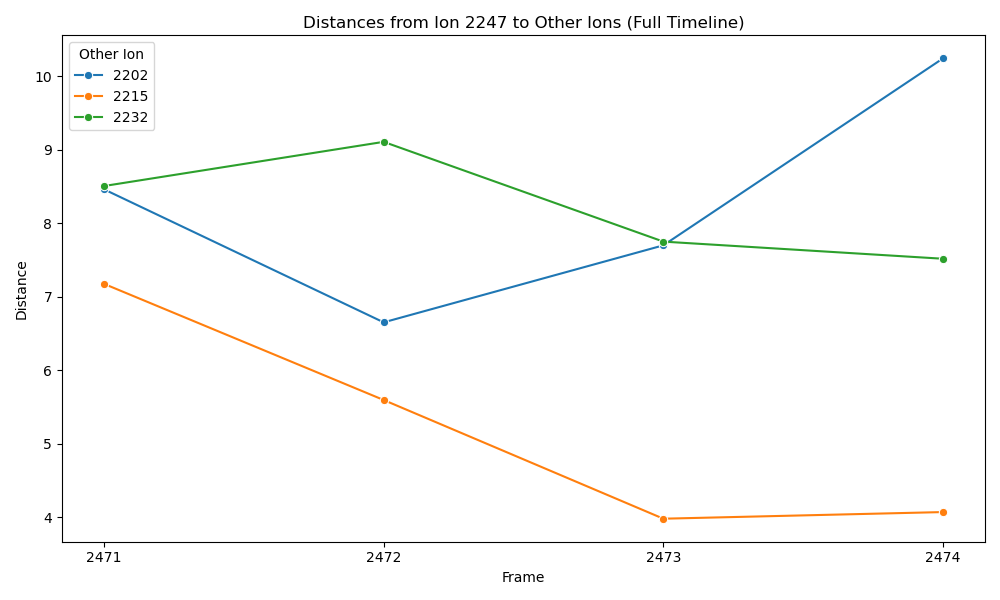 Distances from Ion 2247 to Other Ions (Full Timeline)
Other Ion
2202
2215
2232
Distance
10
9
8
7
6
5
4
2471 2472 2473 2474
Frame